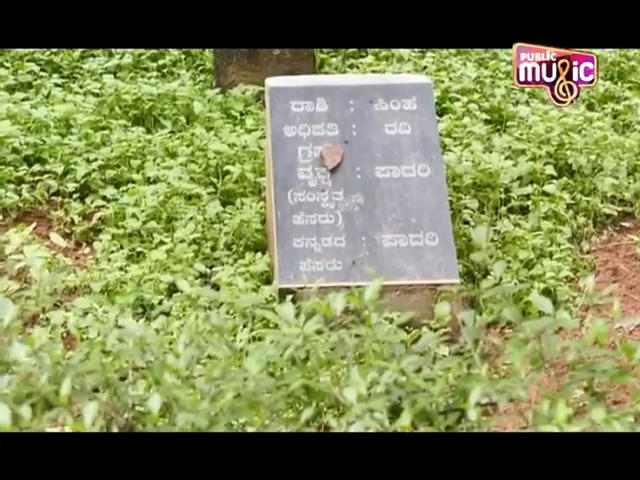 PUBLIC
music
ರಾಶಿ : ಸಿಂಹ
ಅಧಿಪತಿ : ರವಿ
ವೃಕ್ಷ : ಪಾದರಿ
(ಸಂಸ್ಕೃತ
ಹೆಸರು)
ಕನ್ನಡದ : ಪಾದರಿ
ಹೆಸರು